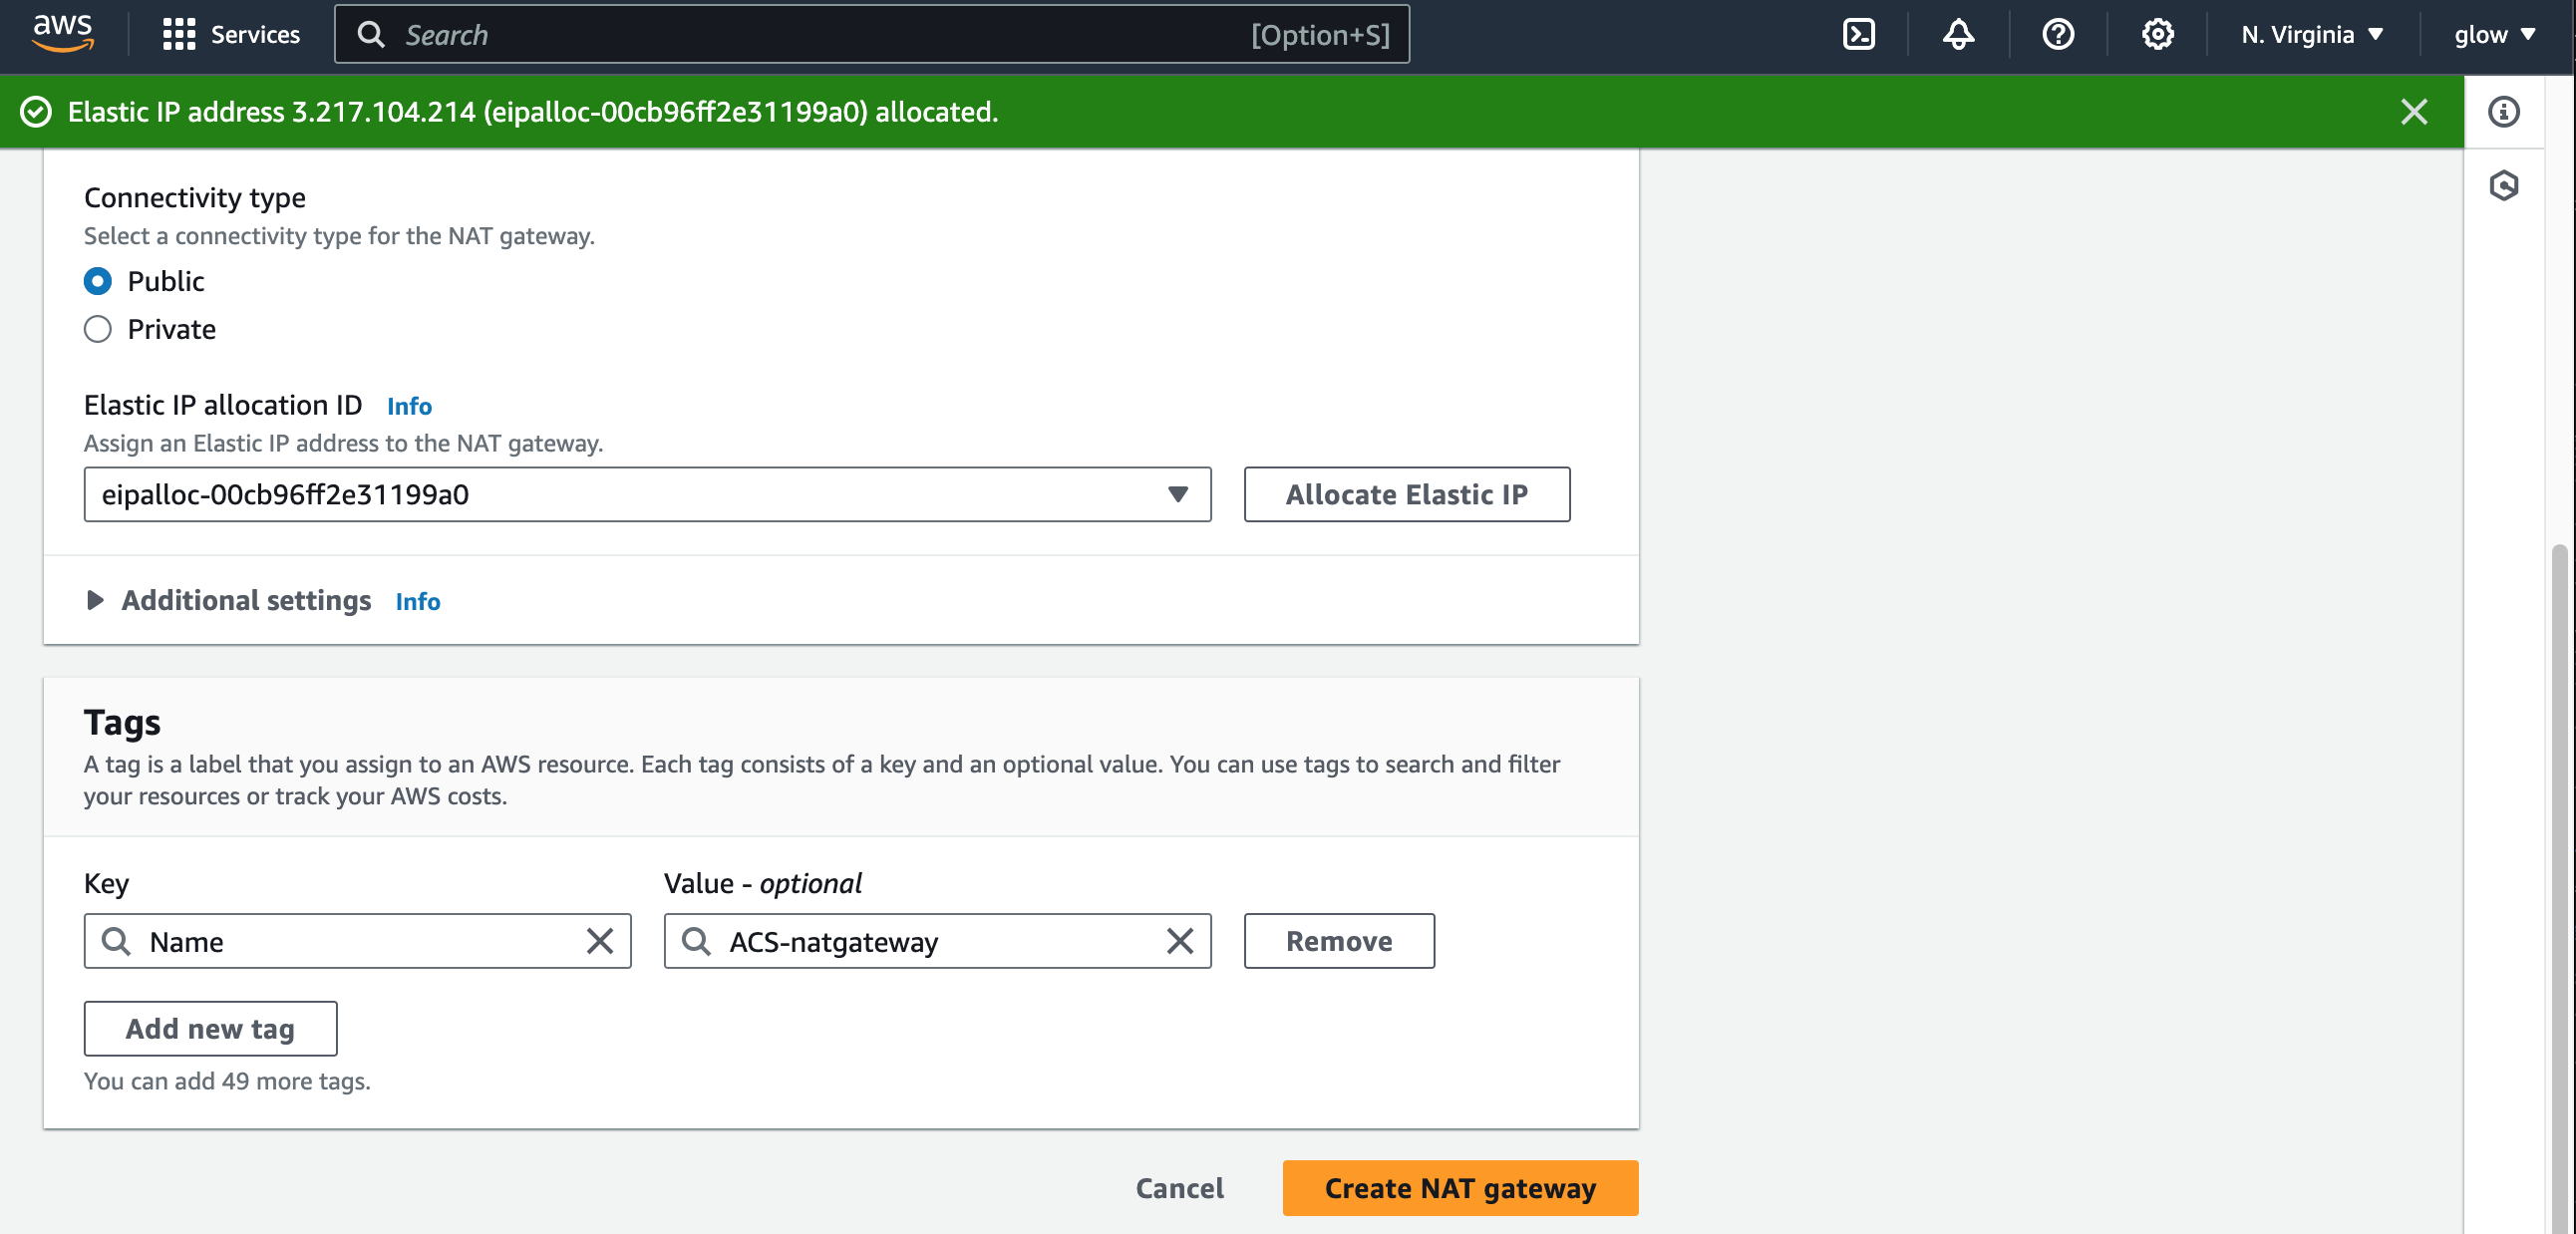 aws
Services
Search
[Option+S]
N. Virginia
glow
Elastic IP address 3.217.104.214 (eipalloc-00cb96ff2e31199a0) allocated.
Connectivity type
Select a connectivity type for the NAT gateway.
Public
Private
Elastic IP allocation ID Info
Assign an Elastic IP address to the NAT gateway.
eipalloc-00cb96ff2e31199a0
Allocate Elastic IP
Additional settings Info
Tags
A tag is a label that you assign to an AWS resource. Each tag consists of a key and an optional value. You can use tags to search and filter
your resources or track your AWS costs.
Key
Value - optional
Name
ACS-natgateway
Remove
Add new tag
You can add 49 more tags.
Cancel
Create NAT gateway